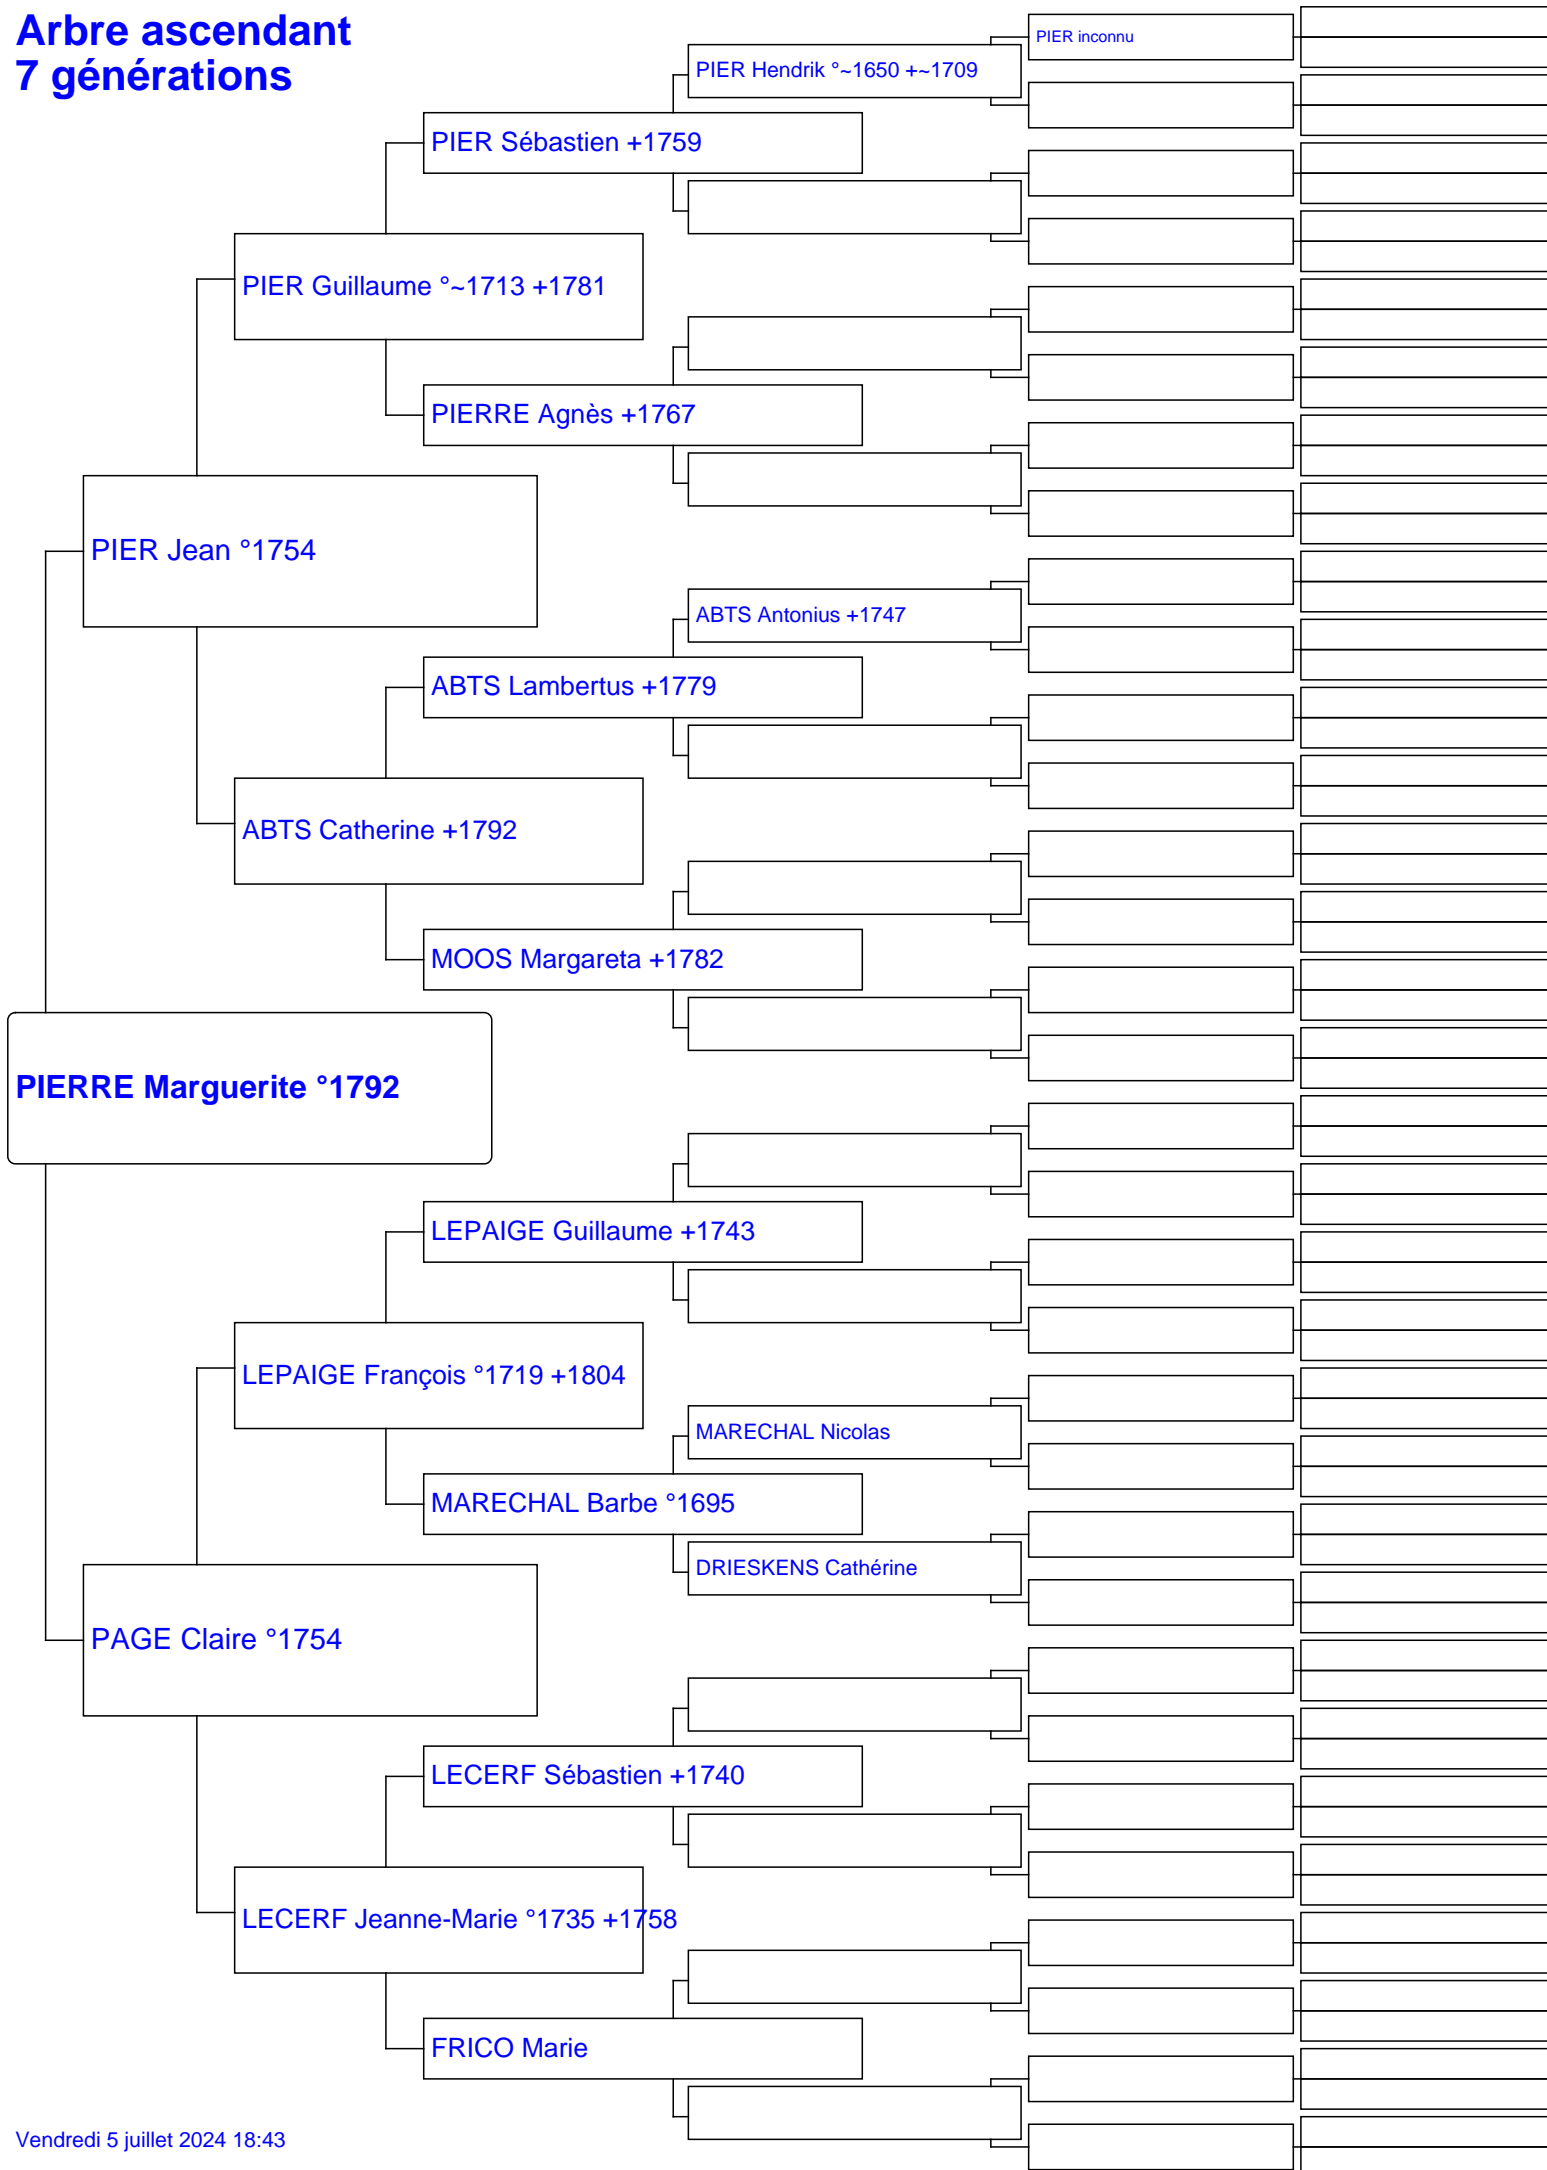 Arbre ascendant
7 générations
PIER inconnu
PIER Hendrik °~1650 +~1709
PIER Sébastien +1759
PIER Guillaume °~1713 +1781
PIERRE Agnès +1767
PIER Jean °1754
ABTS Antonius +1747
ABTS Lambertus +1779
ABTS Catherine +1792
MOOS Margareta +1782
PIERRE Marguerite °1792
LEPAIGE Guillaume +1743
LEPAIGE François °1719 +1804
MARECHAL Nicolas
MARECHAL Barbe °1695
DRIESKENS Cathérine
PAGE Claire °1754
LECERF Sébastien +1740
LECERF Jeanne-Marie °1735 +1758
FRICO Marie
Vendredi 5 juillet 2024 18:43